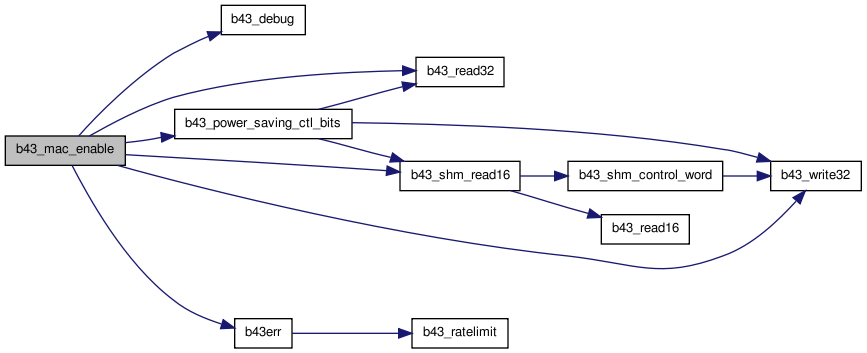 b43_debug
b43_read32
b43_power_saving_ctl_bits
b43_mac_enable
b43_shm_read16
b43_shm_control_word
b43_write32
b43_read16
b43err
b43_ratelimit